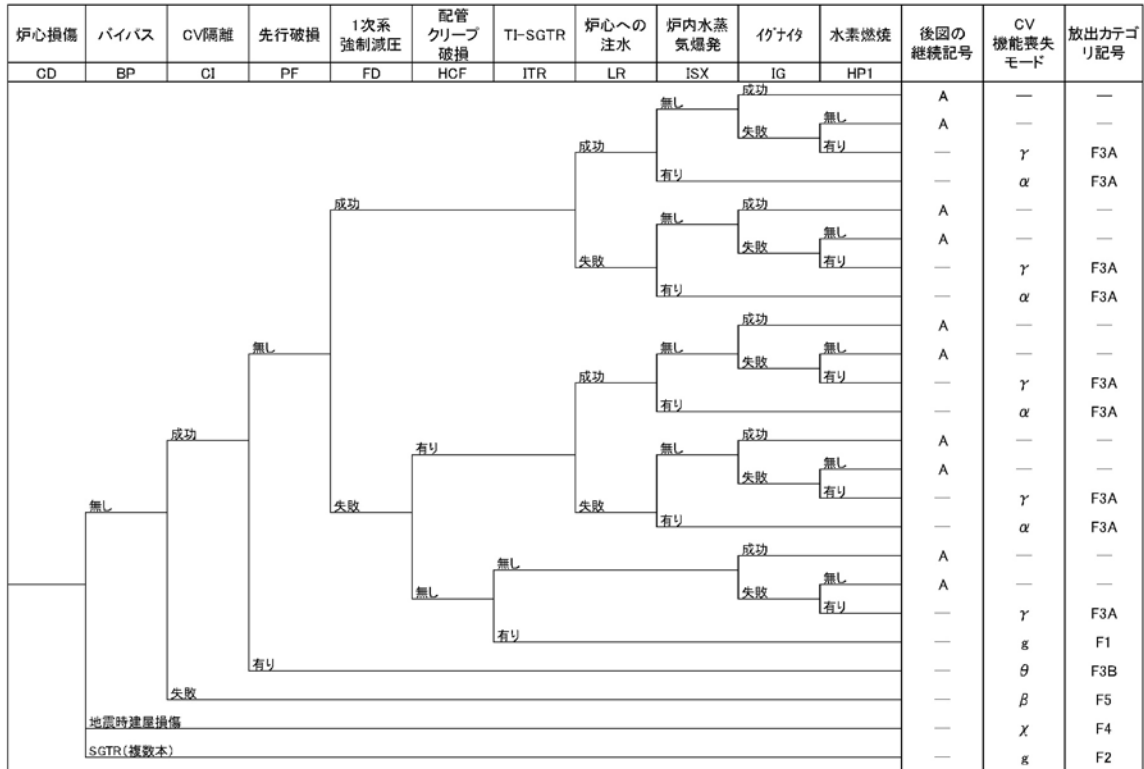 炉心損傷 バイパス CV隔離 先行破損 1次系強制減圧 配管クリープ破損 TI-SGTR 炉心への注水 炉内水蒸気爆発 イグナイタ 水素燃焼 後図の継続記号 CV機能喪失モード 放出カテゴリ記号
CD BP CI PF FD HCF ITR LR ISX IG HP1
成功 A — —
無し
無し A — —
失敗
成功 有り — γ F3A
有り — α F3A
成功 成功 A — —
無し
無し A — —
失敗
失敗 有り — γ F3A
有り — α F3A
成功 A — —
無し 無し
無し A — —
失敗
成功 有り — γ F3A
有り — α F3A
成功 成功 A — —
有り 無し
無し A — —
失敗
無し 失敗 失敗 有り — γ F3A
有り — α F3A
成功 A — —
無し
無し A — —
無し 失敗
有り — γ F3A
有り — g F1
有り — θ F3B
失敗 — β F5
地震時建屋損傷 — χ F4
SGTR(複数本) — g F2